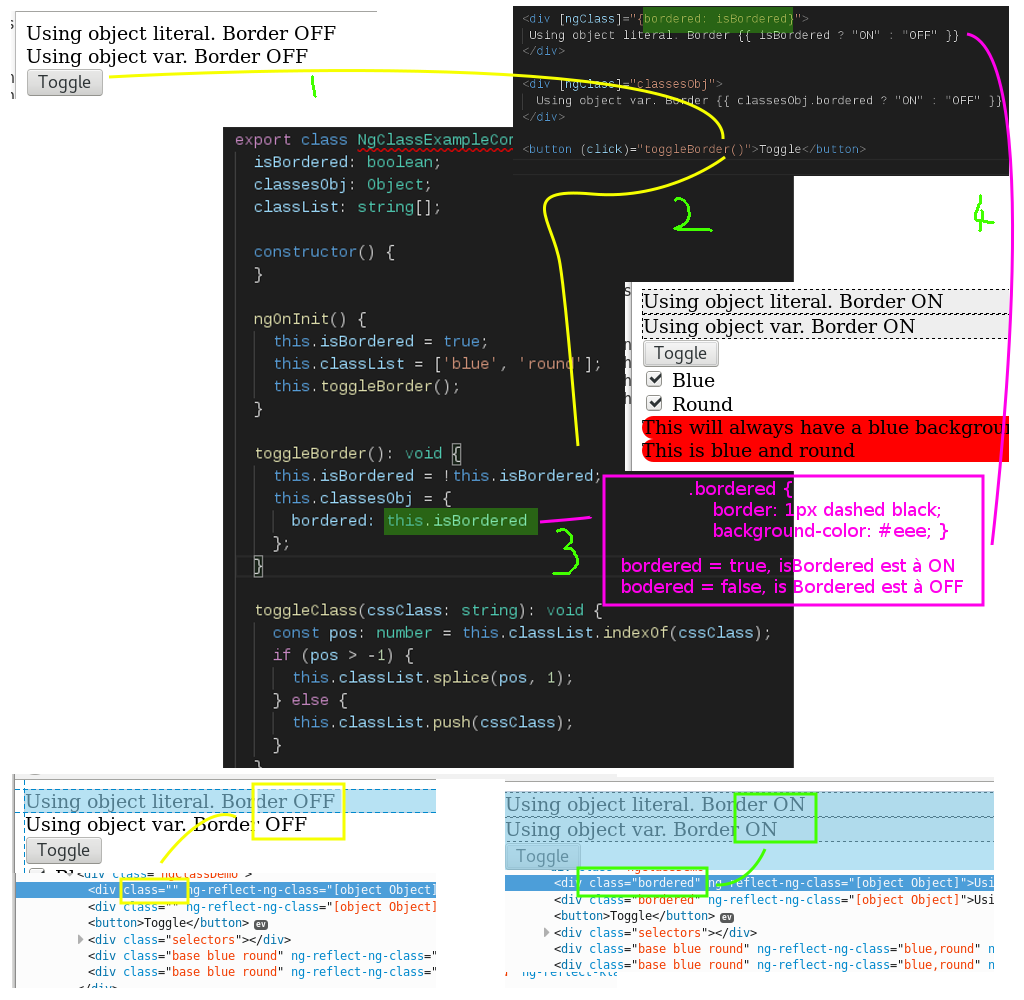 Using object literal. Border OFF
Using object var. Border OFF
Toggle
1
<div [ngClass]="{bordered: isBordered}">
Using object literal. Border {{ isBordered ? "ON" : "OFF" }}
</div>
<div [ngClass]="classesObj">
Using object var. Border {{ classesObj.bordered ? "ON" : "OFF" }}
</div>
<button (click)="toggleBorder()">Toggle</button>
2
4
export class NgClassExampleCor
isBordered: boolean;
classesObj: Object;
classList: string[];
constructor() {
}
ngOnInit() {
this.isBordered = true;
this.classList = ['blue', 'round'];
this.toggleBorder();
}
toggleBorder(): void {
this.isBordered = !this.isBordered;
this.classesObj = {
bordered: this.isBordered
};
}
3
toggleClass(cssClass: string): void {
const pos: number = this.classList.indexOf(cssClass);
if (pos > -1) {
this.classList.splice(pos, 1);
} else {
this.classList.push(cssClass);
}
}
Using object literal. Border ON
Using object var. Border ON
Toggle
Blue
Round
This will always have a blue backgrou
This is blue and round
.bordered {
border: 1px dashed black;
background-color: #eee; }
bordered = true, isBordered est à ON
bodered = false, is Bordered est à OFF
Using object literal. Border OFF
Using object var. Border OFF
Toggle
<div class="ngClassDemo">
<div class="" ng-reflect-ng-class="[object Object]
<div class="" ng-reflect-ng-class="[object Object]
<button>Toggle</button> ev
<div class="selectors"></div>
<div class="base blue round" ng-reflect-ng-class="
<div class="base blue round" ng-reflect-ng-class="
</div>
Using object literal. Border ON
Using object var. Border ON
Toggle
<div class="bordered" ng-reflect-ng-class="[object Object]">Usi
<div class="bordered" ng-reflect-ng-class="[object Object]">Usi
<button>Toggle</button> ev
<div class="selectors"></div>
<div class="base blue round" ng-reflect-ng-class="blue,round" n
<div class="base blue round" ng-reflect-ng-class="blue,round" n